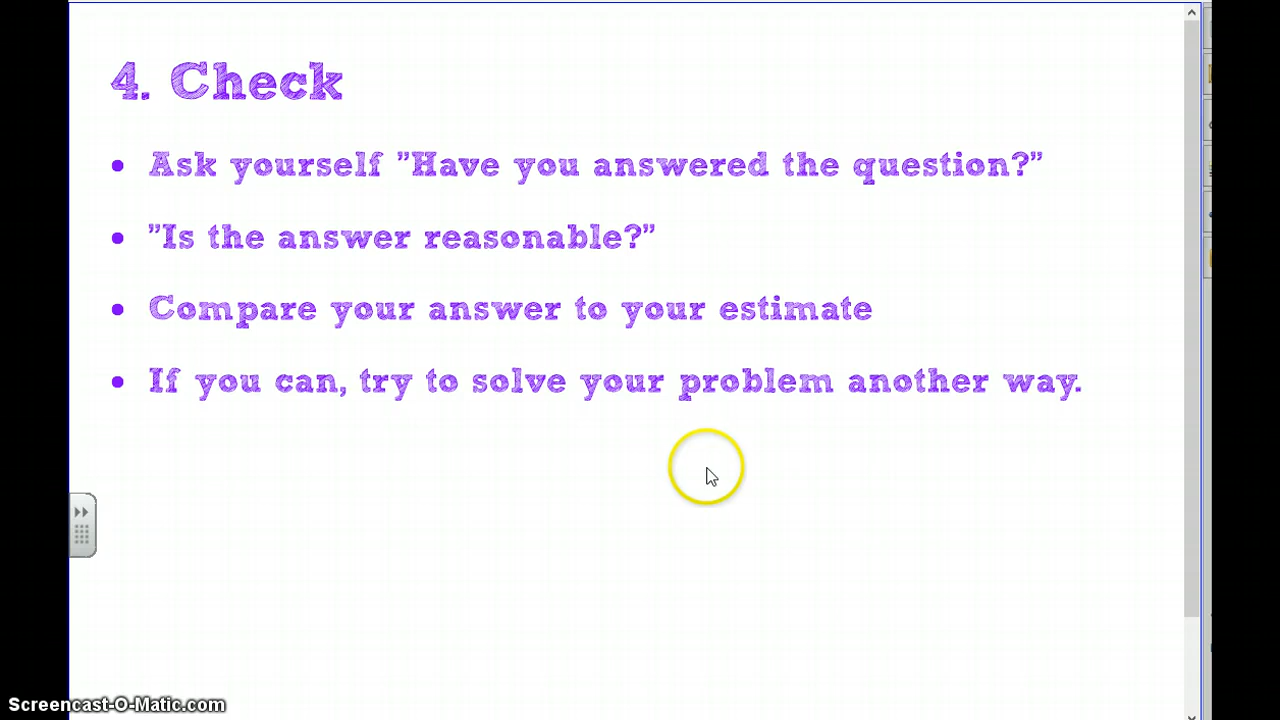 4. Check
• Ask yourself ”Have you answered the question?”
• ”Is the answer reasonable?”
• Compare your answer to your estimate
• If you can, try to solve your problem another way.
Screencast-O-Matic.com